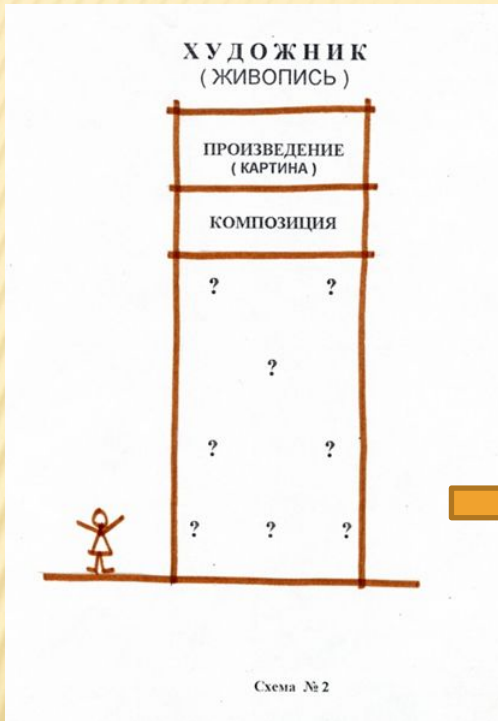 ХУДОЖНИК
( ЖИВОПИСЬ )
ПРОИЗВЕДЕНИЕ
( КАРТИНА )
КОМПОЗИЦИЯ
? ?
?
? ?
? ? ?
Схема № 2